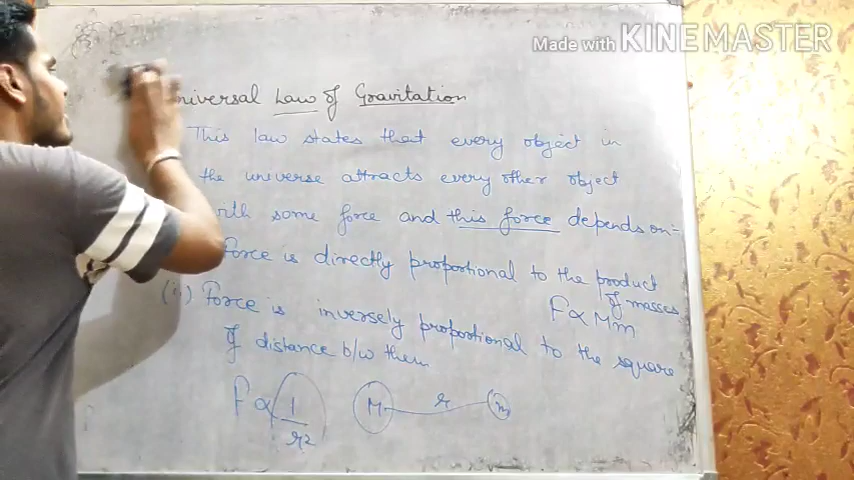 Made with KINEMASTER
niversal Law of Gravitation
This law states that every object in
the universe attracts every other object
with some force and this force depends on:-
Force is directly proportional to the product
of masses
F∝Mm
(ii) Force is inversely proportional to the square
of distance b/w them
F∝ 1/r2
M r m